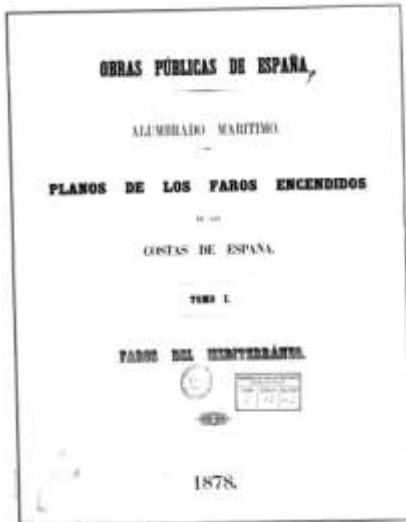 OBRAS PÚBLICAS DE ESPAÑA,
ALUMBRADO MARÍTIMO.
PLANOS DE LOS FAROS ENCENDIDOS
COSTAS DE ESPAÑA.
TOMO I.
FAROS DEL MEDITERRÁNEO.
1878.